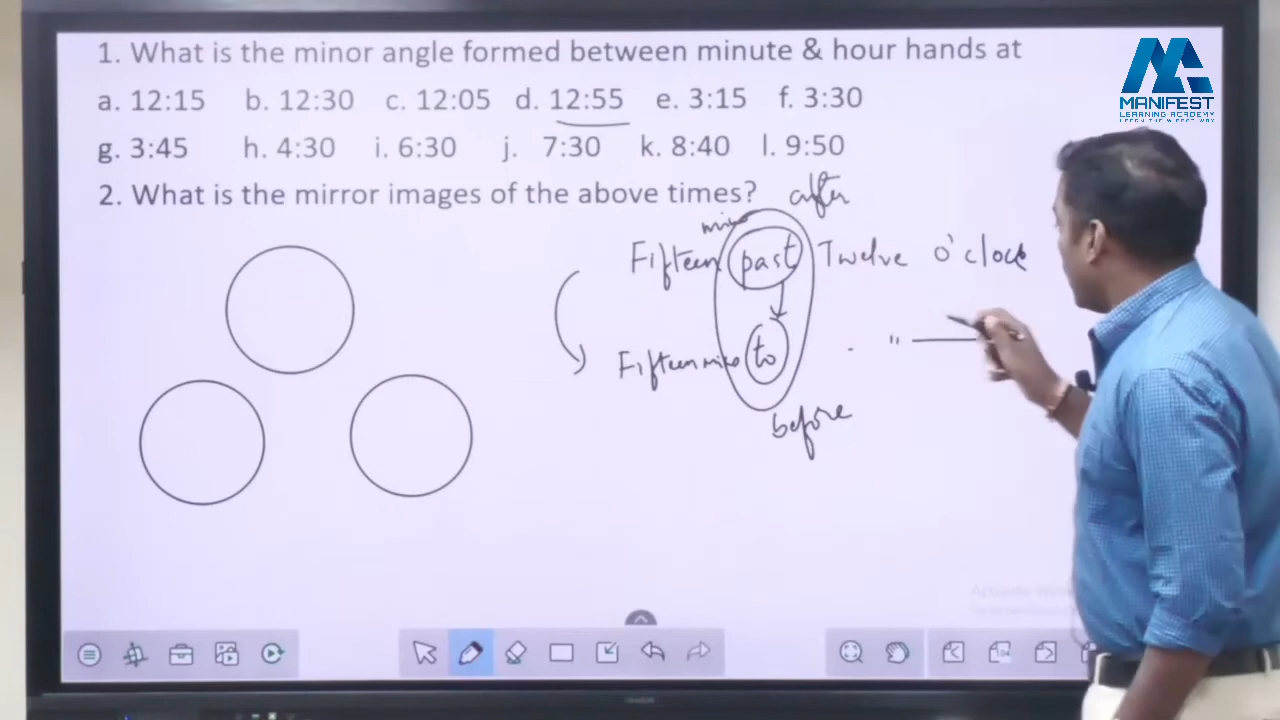 1. What is the minor angle formed between minute & hour hands at
a. 12:15 b. 12:30 c. 12:05 d. 12:55 e. 3:15 f. 3:30
g. 3:45 h. 4:30 i. 6:30 j. 7:30 k. 8:40 l. 9:50
2. What is the mirror images of the above times?
after
mins
Fifteen past Twelve o'clock
Fifteen mins to . " —
before
MANIFEST
LEARNING ACADEMY